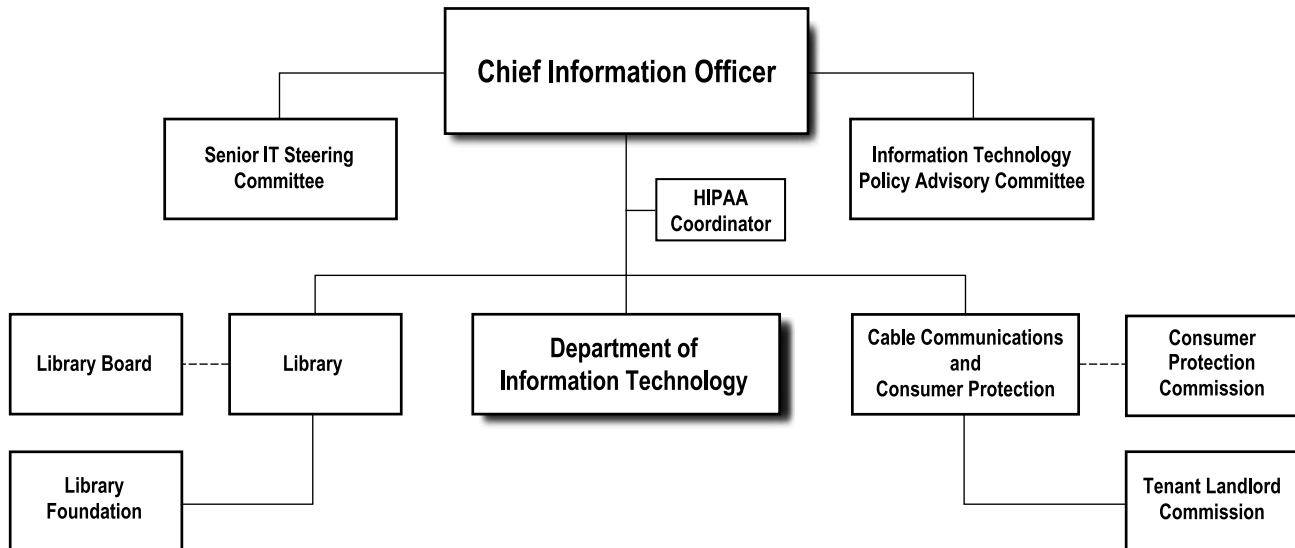 Chief Information Officer
Senior IT Steering
Committee
Information Technology
Policy Advisory Committee
HIPAA
Coordinator
Library Board
Library
Department of
Information Technology
Cable Communications
and
Consumer Protection
Consumer
Protection
Commission
Library
Foundation
Tenant Landlord
Commission